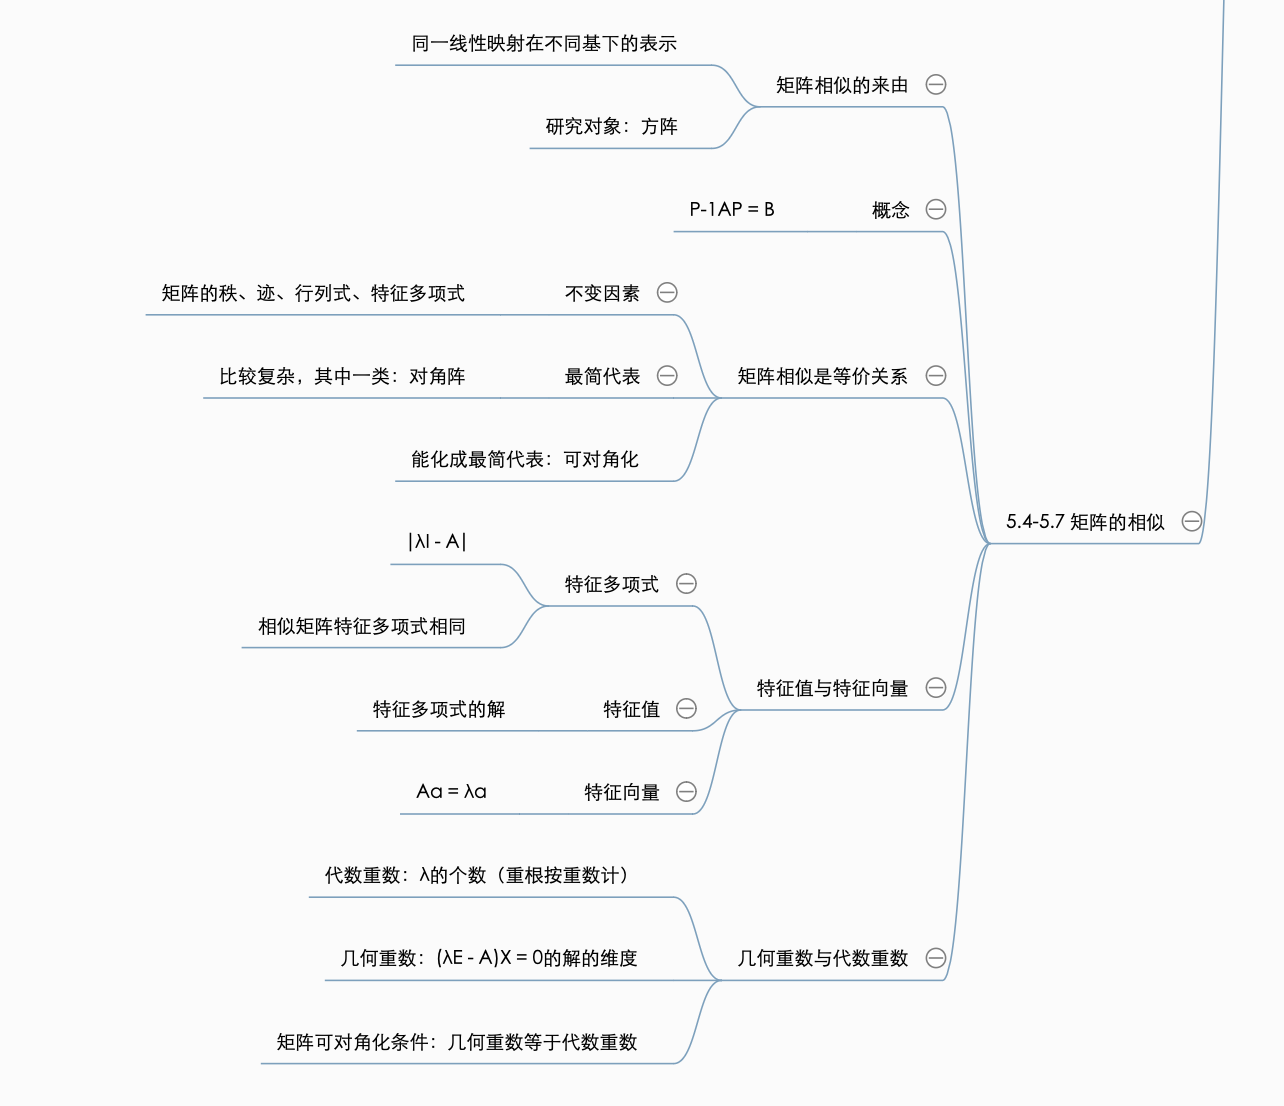 同一线性映射在不同基下的表示
矩阵相似的来由
研究对象：方阵
P-1AP = B
概念
矩阵的秩、迹、行列式、特征多项式
不变因素
比较复杂，其中一类：对角阵
最简代表
矩阵相似是等价关系
能化成最简代表：可对角化
5.4-5.7 矩阵的相似
|λI - A|
特征多项式
相似矩阵特征多项式相同
特征值与特征向量
特征多项式的解
特征值
Aα = λα
特征向量
代数重数：λ的个数（重根按重数计）
几何重数：(λE - A)X = 0的解的维度
几何重数与代数重数
矩阵可对角化条件：几何重数等于代数重数